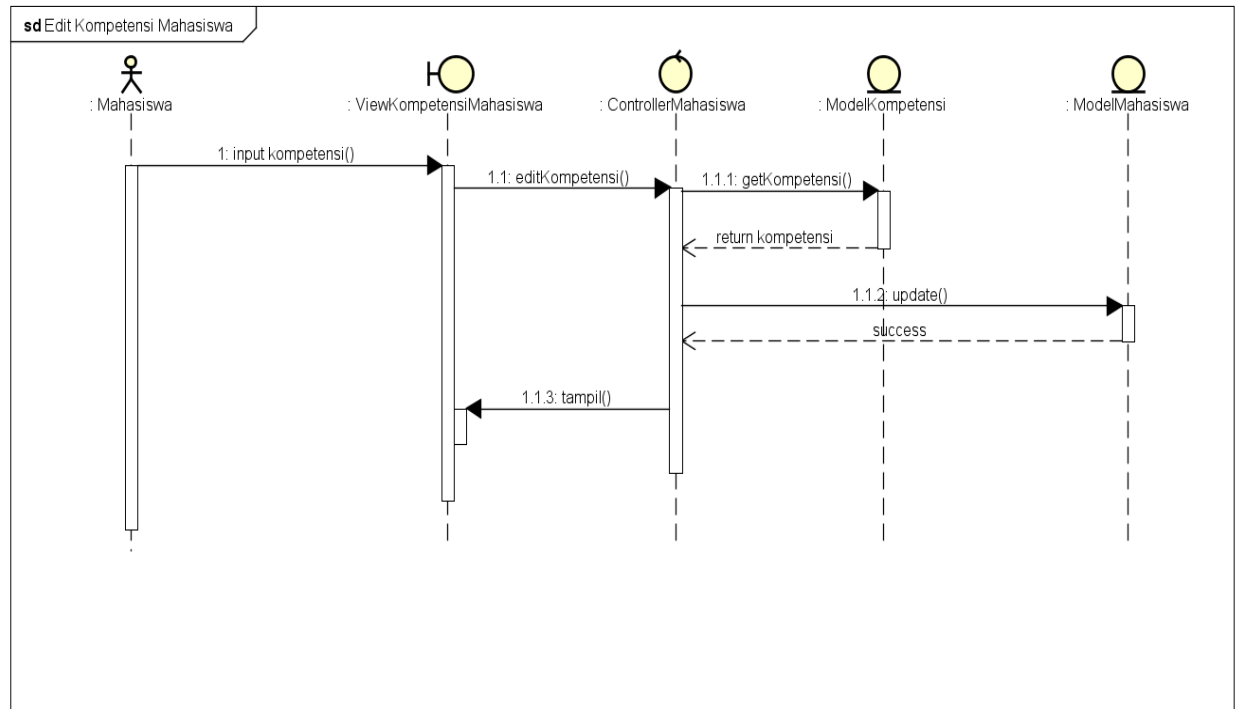 sd Edit Kompetensi Mahasiswa
: Mahasiswa
: ViewKompetensiMahasiswa
: ControllerMahasiswa
: ModelKompetensi
: ModelMahasiswa
1: input kompetensi()
1.1: editKompetensi()
1.1.1: getKompetensi()
return kompetensi
1.1.2: update()
success
1.1.3: tampil()